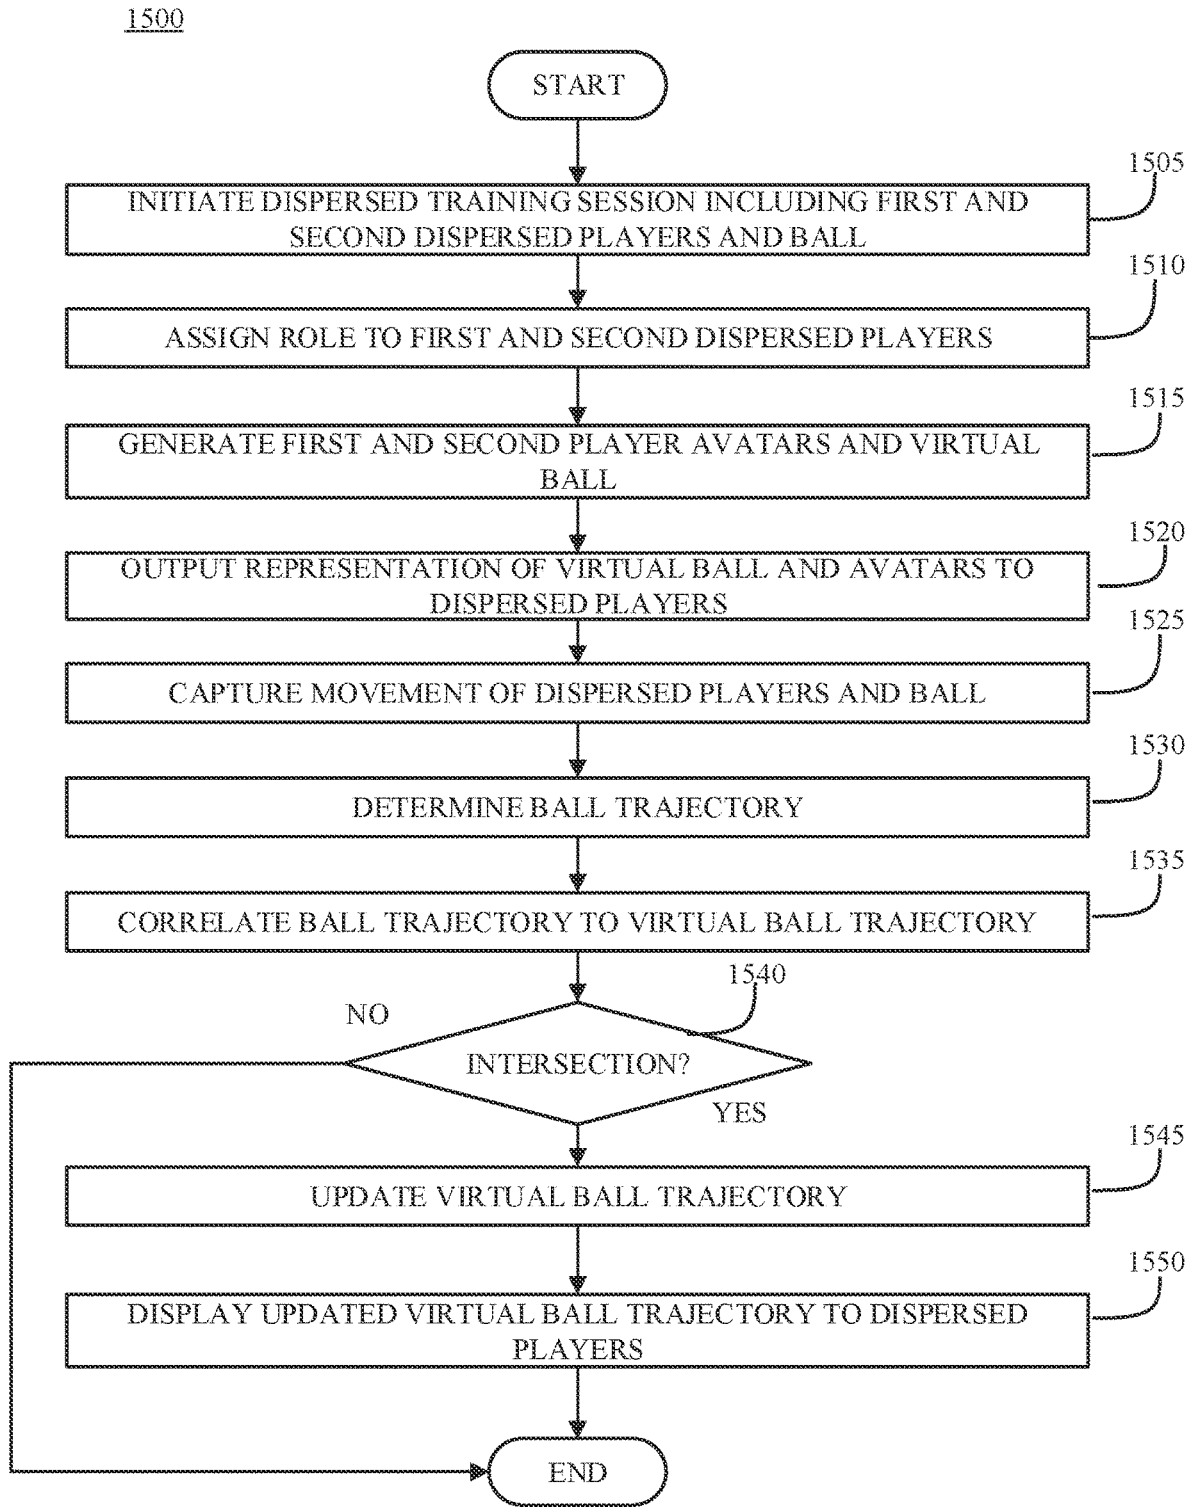 1500
START
1505
INITIATE DISPERSED TRAINING SESSION INCLUDING FIRST AND
SECOND DISPERSED PLAYERS AND BALL
1510
ASSIGN ROLE TO FIRST AND SECOND DISPERSED PLAYERS
1515
GENERATE FIRST AND SECOND PLAYER AVATARS AND VIRTUAL
BALL
1520
OUTPUT REPRESENTATION OF VIRTUAL BALL AND AVATARS TO
DISPERSED PLAYERS
1525
CAPTURE MOVEMENT OF DISPERSED PLAYERS AND BALL
1530
DETERMINE BALL TRAJECTORY
1535
CORRELATE BALL TRAJECTORY TO VIRTUAL BALL TRAJECTORY
1540
NO
INTERSECTION?
YES
1545
UPDATE VIRTUAL BALL TRAJECTORY
1550
DISPLAY UPDATED VIRTUAL BALL TRAJECTORY TO DISPERSED
PLAYERS
END